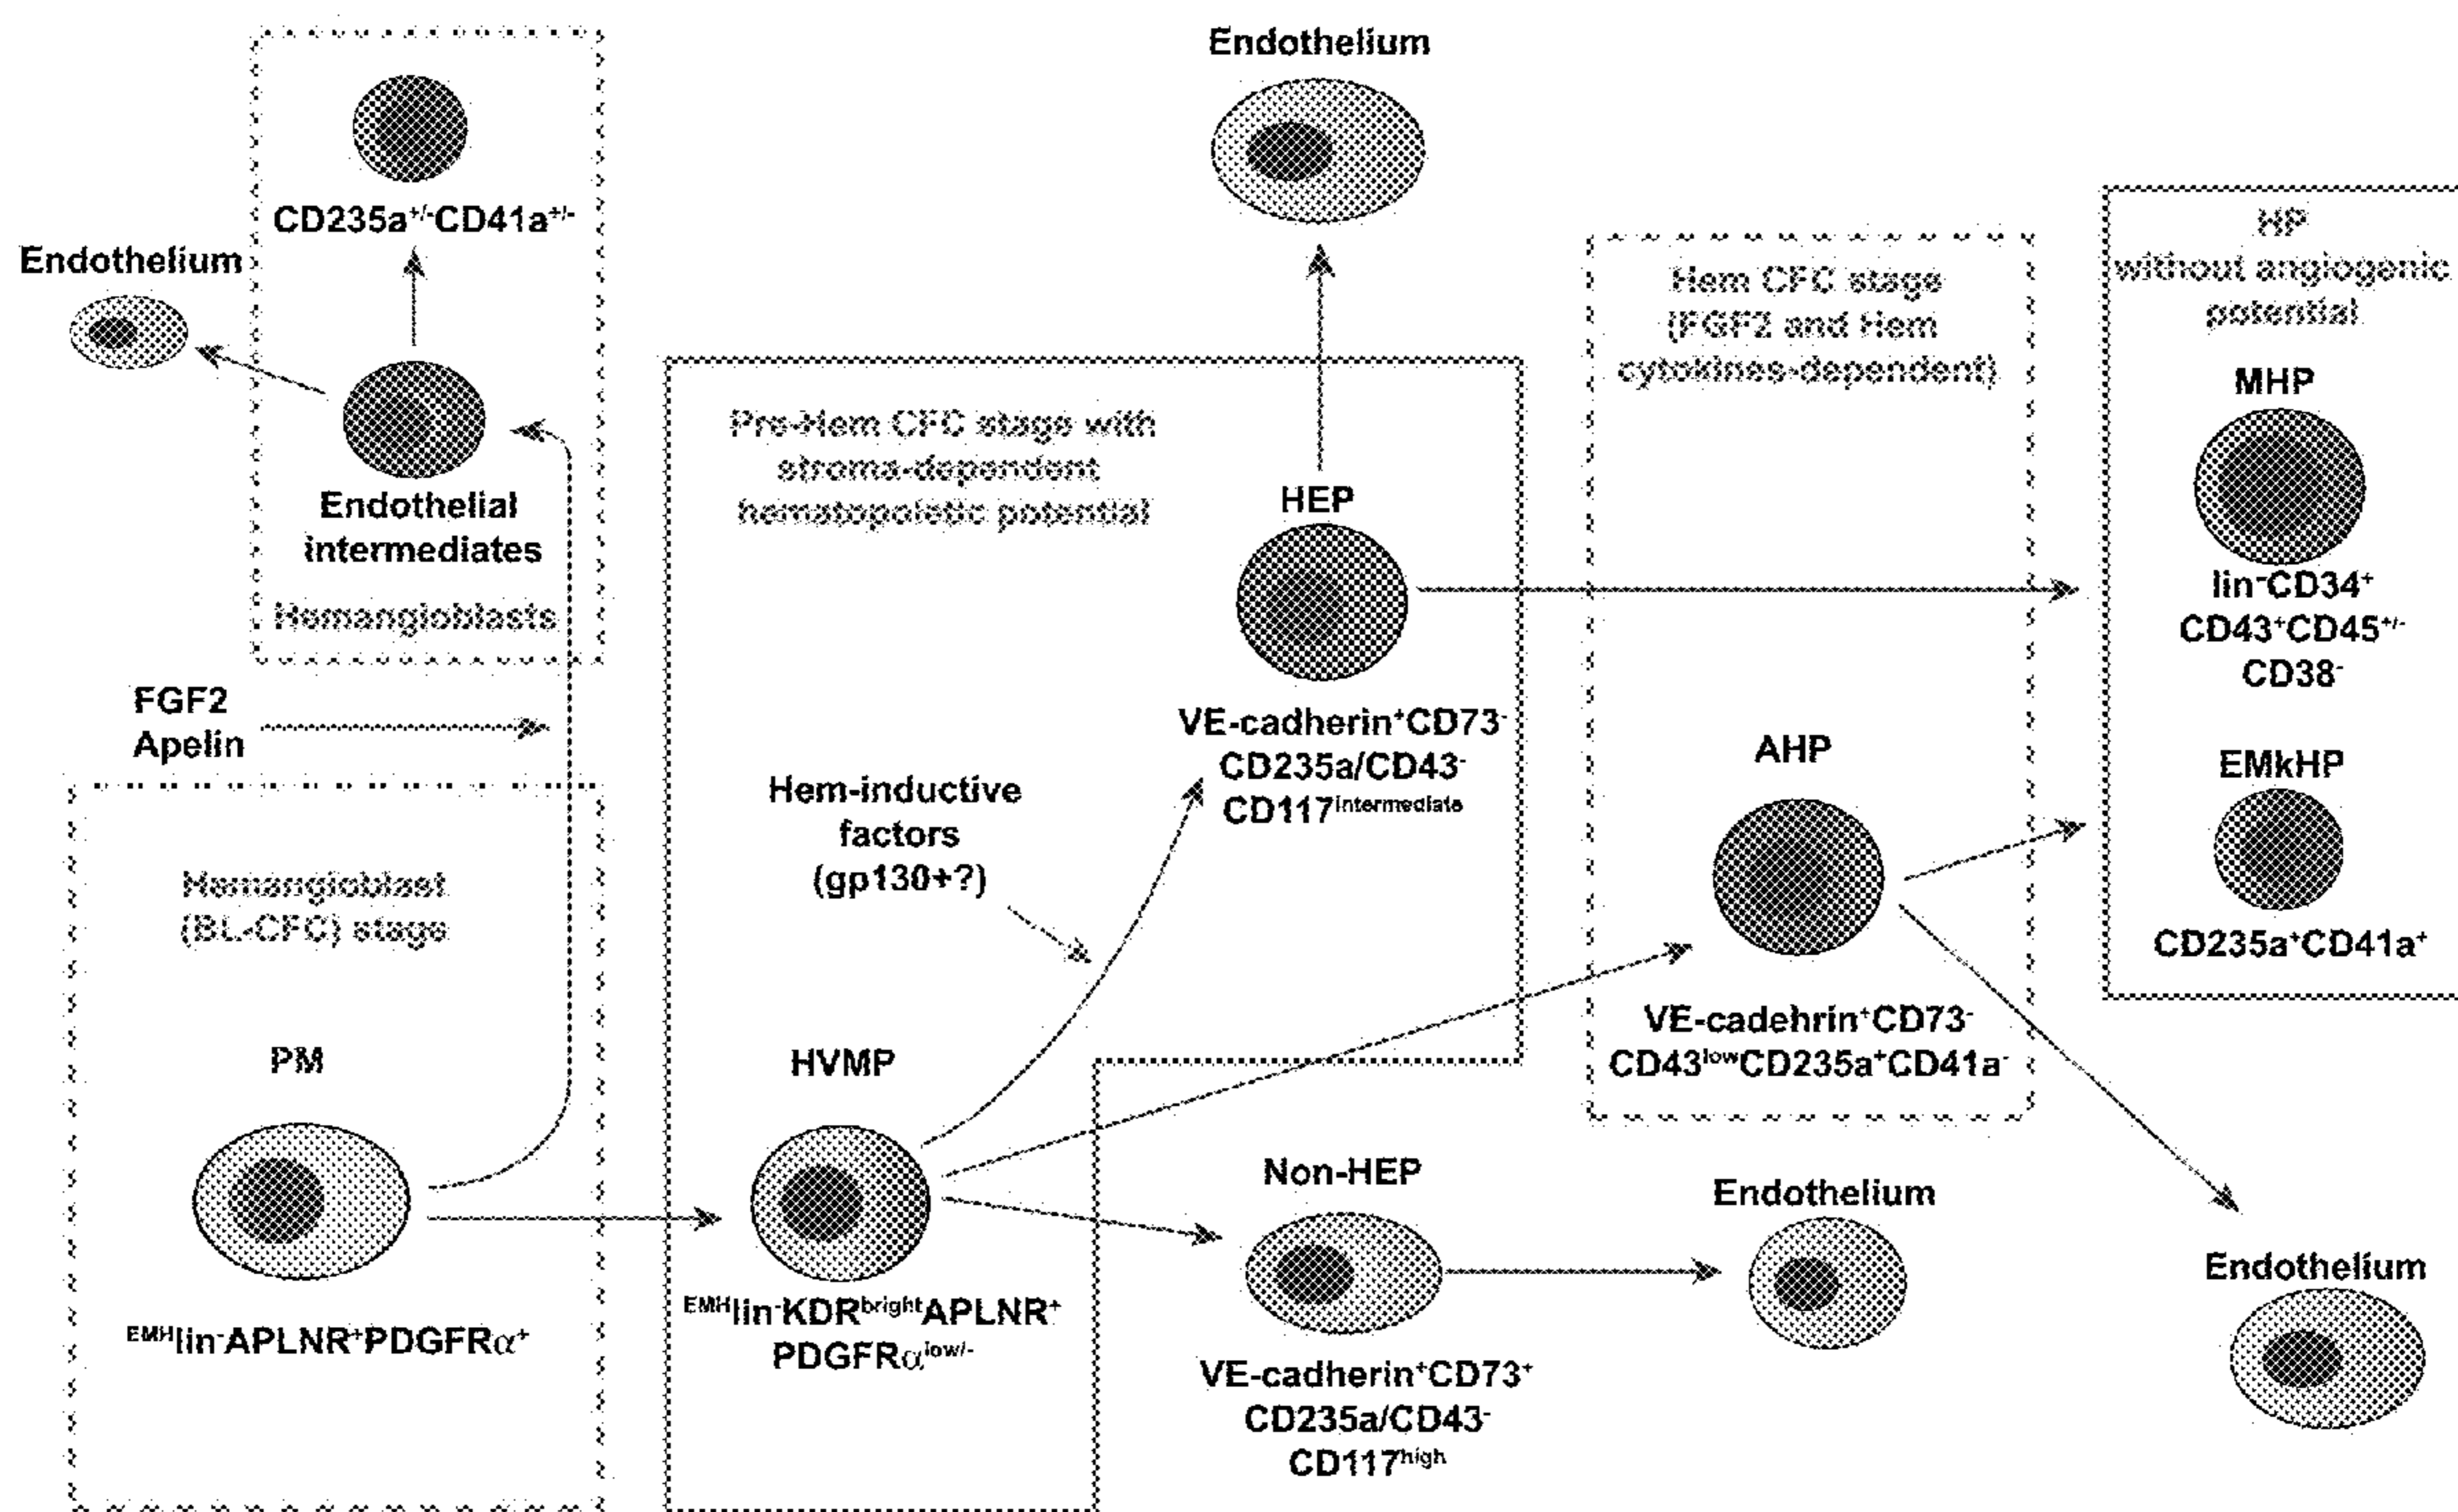 Endothelium
CD235a⁺/⁻CD41a⁺/⁻
Endothelium
Endothelial
intermediates
Hemangioblasts
FGF2
Apelin
Hemangioblast
(BL-CFC) stage
PM
ᴱᴹᴴlin⁻APLNR⁺PDGFRα⁺
Pre-Hem CFC stage with
stroma-dependent
hematopoietic potential
HEP
VE-cadherin⁺CD73⁻
CD235a/CD43⁻
CD117ⁱⁿᵗᵉʳᵐᵉᵈⁱᵃᵗᵉ
Hem-inductive
factors
(gp130+?)
HVMP
ᴱᴹᴴlin⁻KDRᵇʳⁱᵍʰᵗAPLNR⁺
PDGFRαˡᵒʷ/⁻
Non-HEP
VE-cadherin⁺CD73⁺
CD235a/CD43⁻
CD117ʰⁱᵍʰ
Endothelium
Hem CFC stage
(FGF2 and Hem
cytokines-dependent)
AHP
VE-cadehrin⁺CD73⁻
CD43ˡᵒʷCD235a⁺CD41a⁻
HP
without angiogenic
potential
MHP
lin⁻CD34⁺
CD43⁺CD45⁺/⁻
CD38⁻
EMkHP
CD235a⁺CD41a⁺
Endothelium